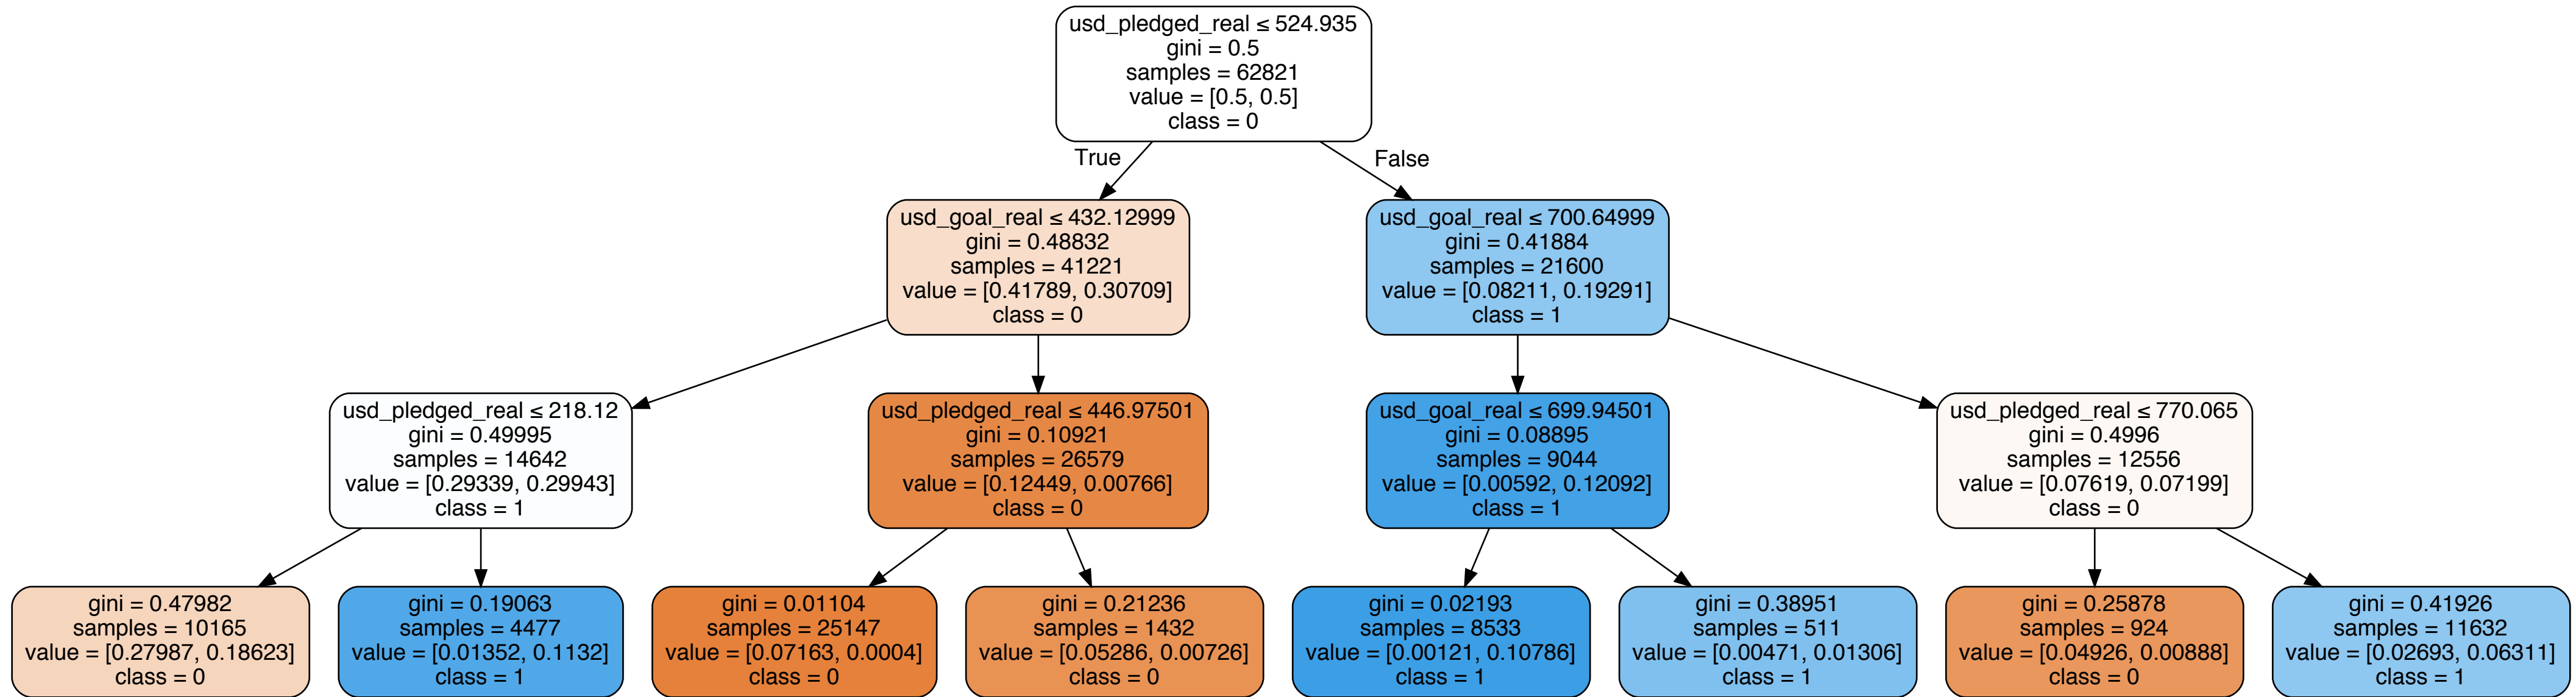 usd_pledged_real ≤ 524.935
gini = 0.5
samples = 62821
value = [0.5, 0.5]
class = 0
True
False
usd_goal_real ≤ 432.12999
gini = 0.48832
samples = 41221
value = [0.41789, 0.30709]
class = 0
usd_goal_real ≤ 700.64999
gini = 0.41884
samples = 21600
value = [0.08211, 0.19291]
class = 1
usd_pledged_real ≤ 218.12
gini = 0.49995
samples = 14642
value = [0.29339, 0.29943]
class = 1
usd_pledged_real ≤ 446.97501
gini = 0.10921
samples = 26579
value = [0.12449, 0.00766]
class = 0
usd_goal_real ≤ 699.94501
gini = 0.08895
samples = 9044
value = [0.00592, 0.12092]
class = 1
usd_pledged_real ≤ 770.065
gini = 0.4996
samples = 12556
value = [0.07619, 0.07199]
class = 0
gini = 0.47982
samples = 10165
value = [0.27987, 0.18623]
class = 0
gini = 0.19063
samples = 4477
value = [0.01352, 0.1132]
class = 1
gini = 0.01104
samples = 25147
value = [0.07163, 0.0004]
class = 0
gini = 0.21236
samples = 1432
value = [0.05286, 0.00726]
class = 0
gini = 0.02193
samples = 8533
value = [0.00121, 0.10786]
class = 1
gini = 0.38951
samples = 511
value = [0.00471, 0.01306]
class = 1
gini = 0.25878
samples = 924
value = [0.04926, 0.00888]
class = 0
gini = 0.41926
samples = 11632
value = [0.02693, 0.06311]
class = 1